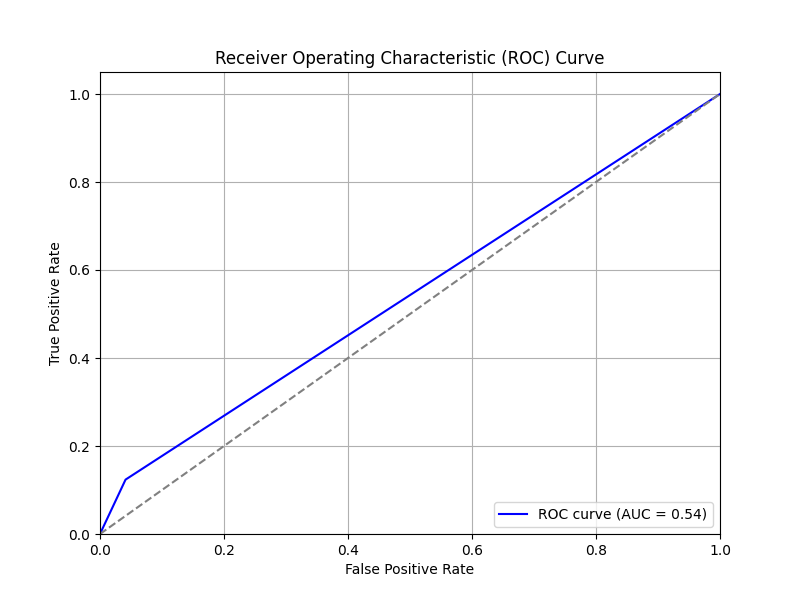 Receiver Operating Characteristic (ROC) Curve
True Positive Rate
1.0
0.8
0.6
0.4
0.2
0.0
ROC curve (AUC = 0.54)
0.0 0.2 0.4 0.6 0.8 1.0
False Positive Rate